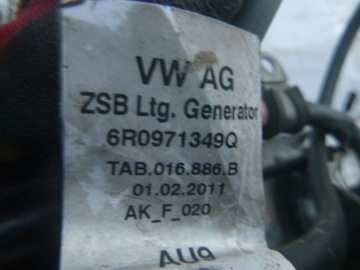 VW AG
ZSB Ltg. Generator
6R0971349Q
TAB.016.886.B
01.02.2011
AK_F_020